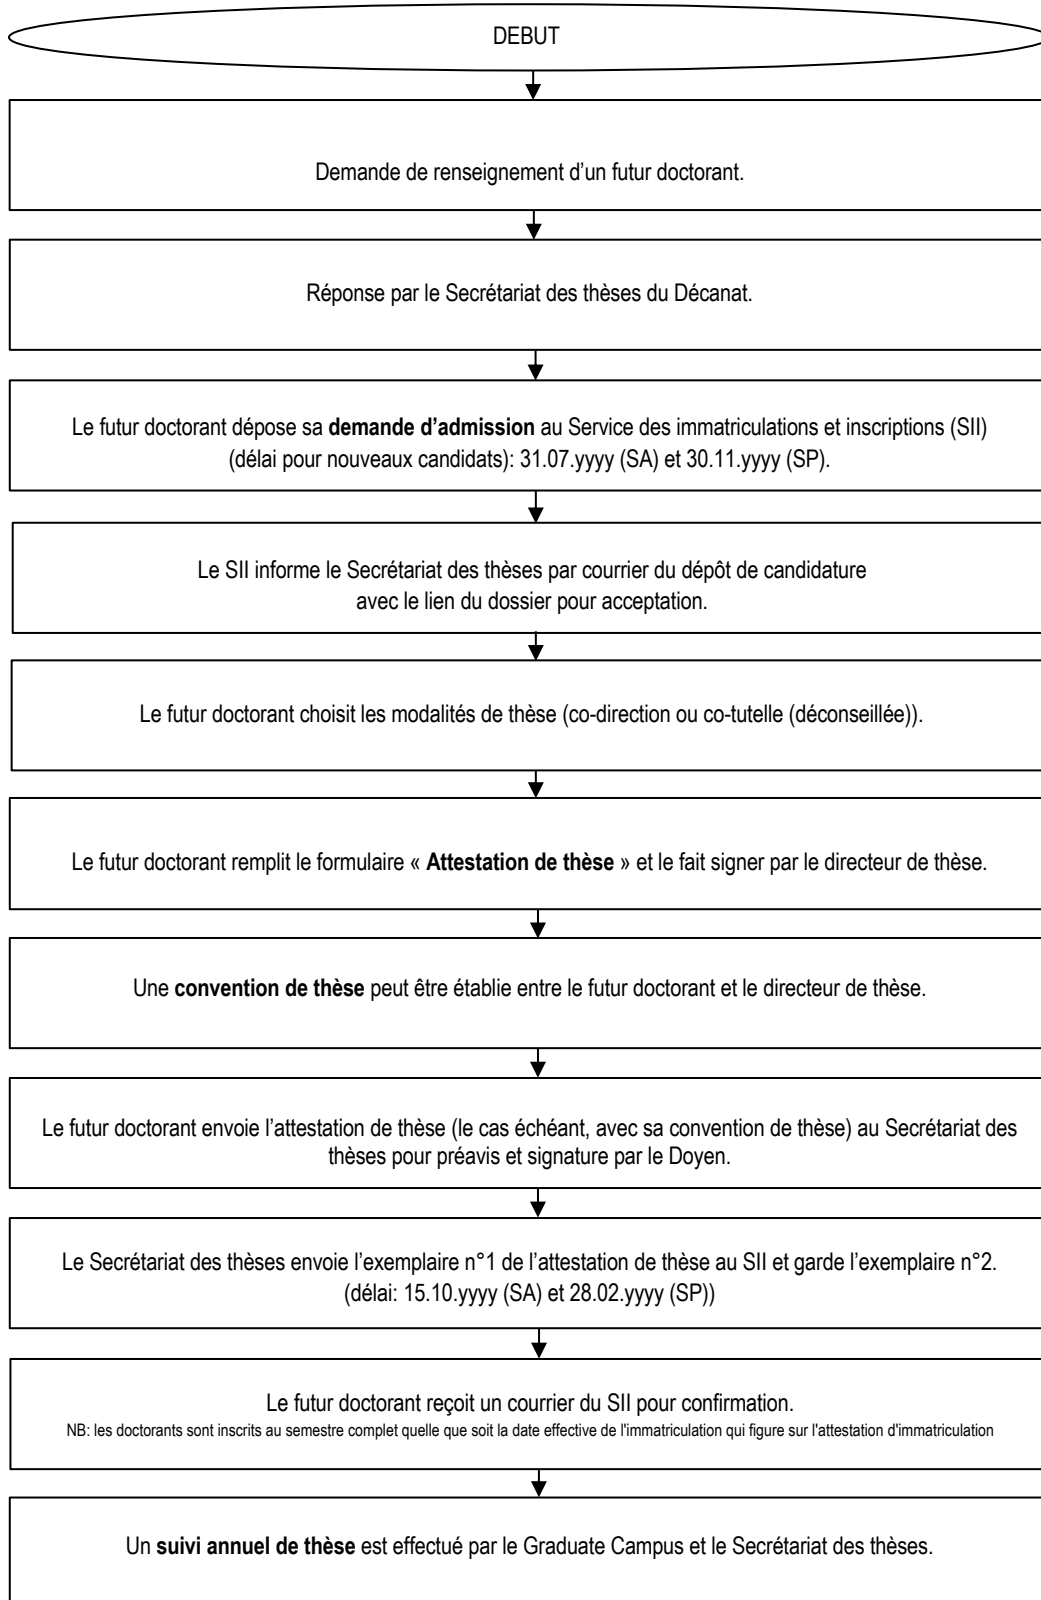 DEBUT
Demande de renseignement d’un futur doctorant.
Réponse par le Secrétariat des thèses du Décanat.
Le futur doctorant dépose sa demande d’admission au Service des immatriculations et inscriptions (SII)
(délai pour nouveaux candidats): 31.07.yyyy (SA) et 30.11.yyyy (SP).
Le SII informe le Secrétariat des thèses par courrier du dépôt de candidature
avec le lien du dossier pour acceptation.
Le futur doctorant choisit les modalités de thèse (co-direction ou co-tutelle (déconseillée)).
Le futur doctorant remplit le formulaire « Attestation de thèse » et le fait signer par le directeur de thèse.
Une convention de thèse peut être établie entre le futur doctorant et le directeur de thèse.
Le futur doctorant envoie l’attestation de thèse (le cas échéant, avec sa convention de thèse) au Secrétariat des
thèses pour préavis et signature par le Doyen.
Le Secrétariat des thèses envoie l’exemplaire n°1 de l’attestation de thèse au SII et garde l’exemplaire n°2.
(délai: 15.10.yyyy (SA) et 28.02.yyyy (SP))
Le futur doctorant reçoit un courrier du SII pour confirmation.
NB: les doctorants sont inscrits au semestre complet quelle que soit la date effective de l'immatriculation qui figure sur l'attestation d'immatriculation
Un suivi annuel de thèse est effectué par le Graduate Campus et le Secrétariat des thèses.